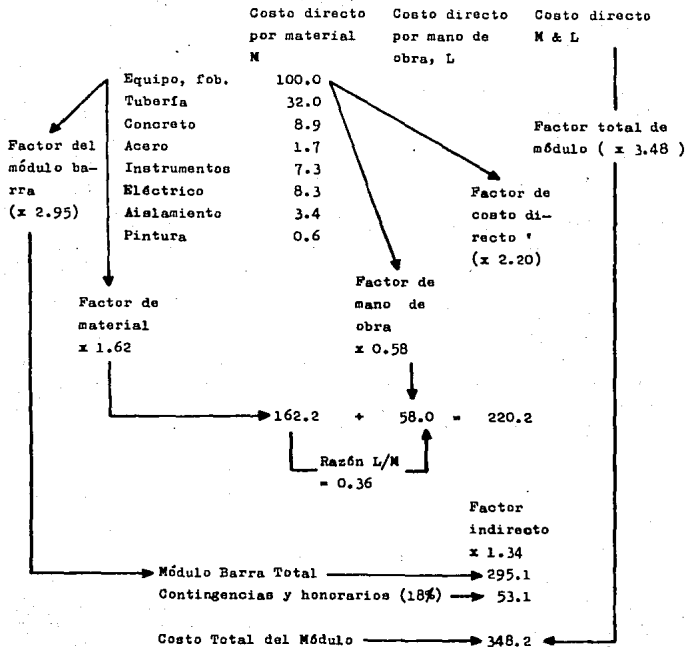 Costo directo Costo directo Costo directo
por material por mano de M & L
M obra, L
Equipo, fob. 100.0
Tubería 32.0
Concreto 8.9
Acero 1.7
Instrumentos 7.3
Eléctrico 8.3
Aislamiento 3.4
Pintura 0.6
Factor del
módulo ba-
rra
(x 2.95)
Factor total de
módulo ( x 3.48 )
Factor de
costo di-
recto '
(x 2.20)
Factor de
material
x 1.62
Factor de
mano de
obra
x 0.58
162.2 + 58.0 = 220.2
Razón L/M
= 0.36
Factor
indirecto
x 1.34
Módulo Barra Total 295.1
Contingencias y honorarios (18%) 53.1
Costo Total del Módulo 348.2